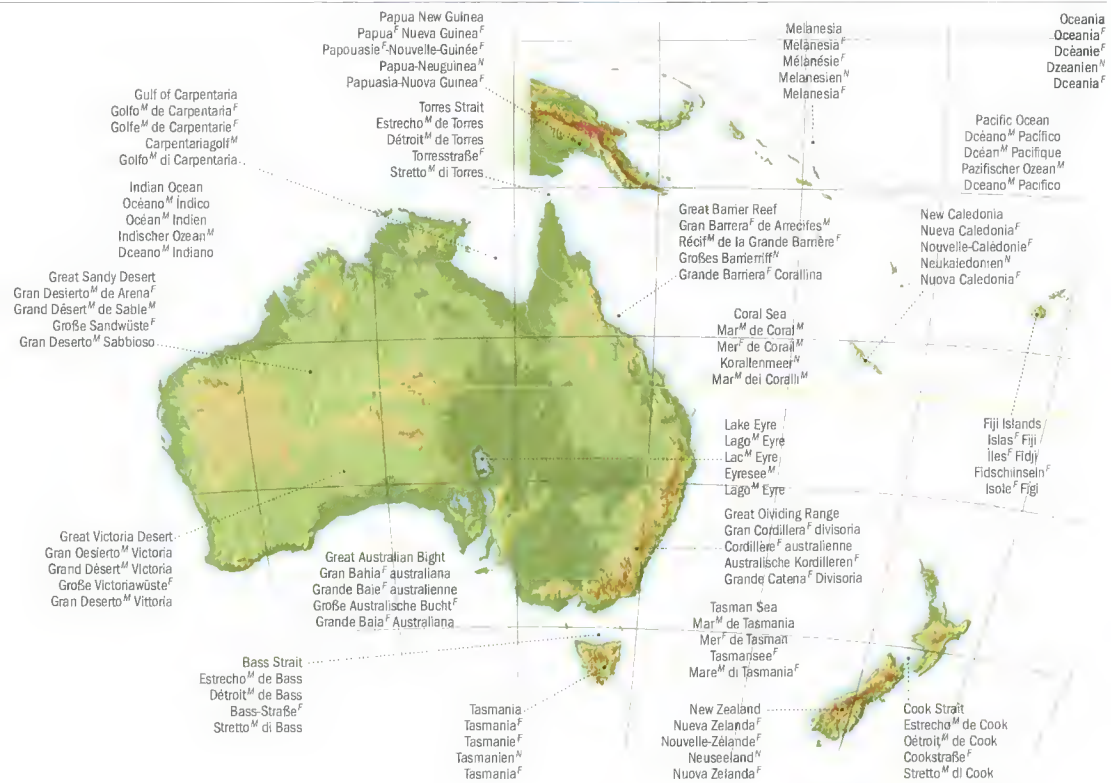 Papua New Guinea
Papua^F Nueva Guinea^F
Papouasie^F-Nouvelle-Guinée^F
Papua-Neuguinea^N
Papuasia-Nuova Guinea^F
Melanesia
Melanesia^F
Mélanésie^F
Melanesien^N
Melanesia^F
Oceania
Oceania^F
Dcèanie^F
Dzeanien^N
Dceania^F
Gulf of Carpentaria
Golfo^M de Carpentaria^F
Golfe^M de Carpentarie^F
Carpentariagolf^M
Golfo^M di Carpentaria
Torres Strait
Estrecho^M de Torres
Détroit^M de Torres
Torresstraße^F
Stretto^M di Torres
Pacific Ocean
Dcéano^M Pacífico
Dcéan^M Pacifique
Pazifischer Ozean^M
Dceano^M Pacifico
Indian Ocean
Océano^M Índico
Océan^M Indien
Indischer Ozean^M
Dceano^M Indiano
Great Barrier Reef
Gran Barrera^F de Arrecifes^M
Récif^M de la Grande Barrière^F
Großes Barrierriff^N
Grande Barriera^F Corallina
New Caledonia
Nueva Caledonia^F
Nouvelle-Calédonie^F
Neukaledonien^N
Nuova Caledonia^F
Great Sandy Desert
Gran Desierto^M de Arena^F
Grand Désert^M de Sable^M
Große Sandwüste^F
Gran Deserto^M Sabbioso
Coral Sea
Mar^M de Coral^M
Mer^F de Corail^M
Korallenmeer^N
Mar^M dei Coralli^M
Lake Eyre
Lago^M Eyre
Lac^M Eyre
Eyresee^M
Lago^M Eyre
Fiji Islands
Islas^F Fiji
Îles^F Fidji
Fidschiinseln^F
Isole^F Figi
Great Oividing Range
Gran Cordillera^F divisoria
Cordillère^F australienne
Australische Kordilleren^F
Grande Catena^F Divisoria
Great Victoria Desert
Gran Oesierto^M Victoria
Grand Désert^M Victoria
Große Victoriawüste^F
Gran Deserto^M Vittoria
Great Australian Bight
Gran Bahía^F australiana
Grande Baie^F australienne
Große Australische Bucht^F
Grande Baia^F Australiana
Tasman Sea
Mar^M de Tasmania
Mer^F de Tasman
Tasmansee^F
Mare^M di Tasmania^F
Bass Strait
Estrecho^M de Bass
Détroit^M de Bass
Bass-Straße^F
Stretto^M di Bass
Tasmania
Tasmania^F
Tasmanie^F
Tasmanien^N
Tasmania^F
New Zealand
Nueva Zelanda^F
Nouvelle-Zélande^F
Neuseeland^N
Nuova Zelanda^F
Cook Strait
Estrecho^M de Cook
Oétroit^M de Cook
Cookstraße^F
Stretto^M di Cook